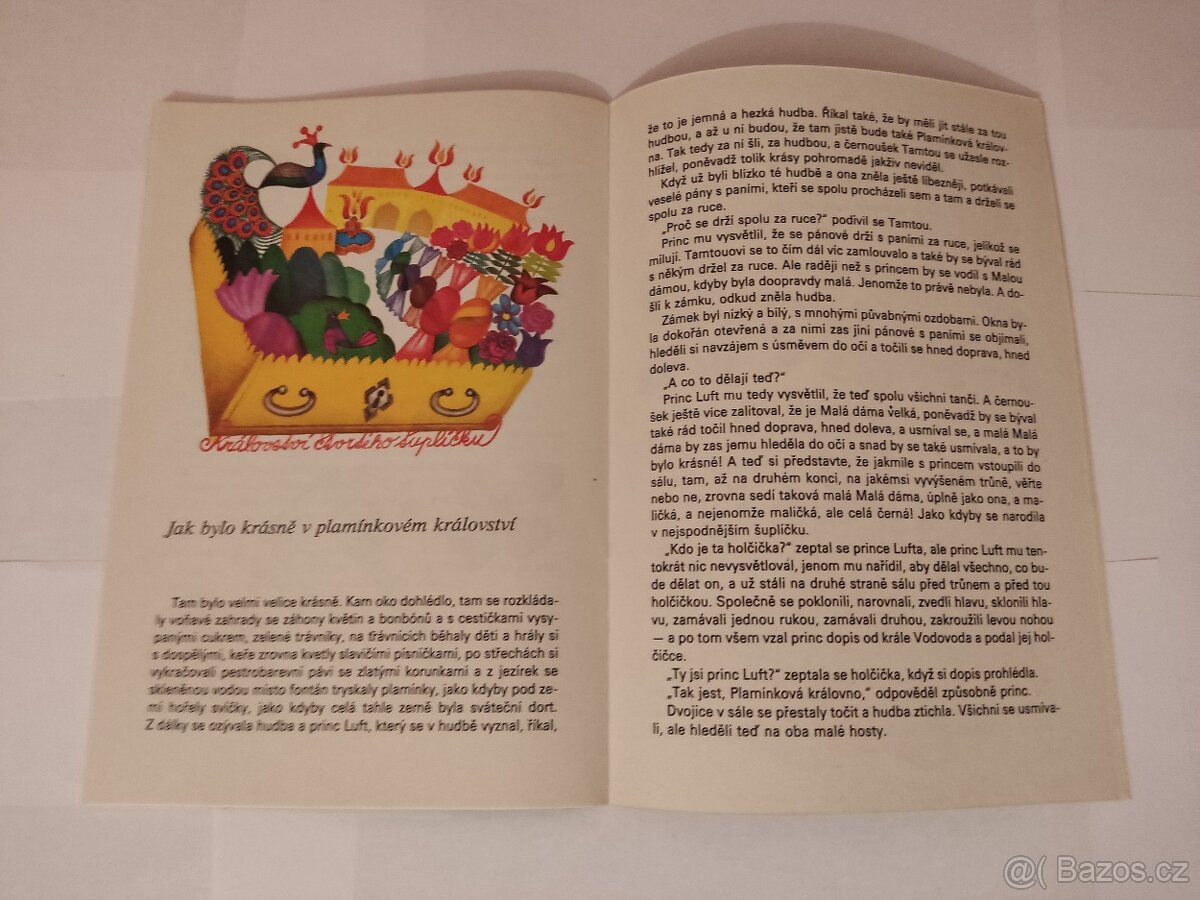 Království čtvrtého šuplíčku
Jak bylo krásně v plamínkovém království
Tam bylo velmi velice krásně. Kam oko dohlédlo, tam se rozkláda-
ly voňavé zahrady se záhony květin a bonbónů a s cestičkami vysy-
panými cukrem, zelené trávníky, na trávnících běhaly děti a hrály si
s dospělými, keře zrovna kvetly slavičími písničkami, po střechách si
vykračovali pestrobarevní pávi se zlatými korunkami a z jezírek se
skleněnou vodou místo fontán tryskaly plamínky, jako kdyby pod ze-
mí hořely svíčky, jako kdyby celá tahle země byla sváteční dort.
Z dálky se ozývala hudba a princ Luft, který se v hudbě vyznal, říkal,
že to je jemná a hezká hudba. Říkal také, že by měli jít stále za tou
hudbou, a až u ní budou, že tam jistě bude také Plamínková králov-
na. Tak tedy za ní šli, za hudbou, a černoušek Tamtou se užasle roz-
hlížel, poněvadž tolik krásy pohromadě jakživ neviděl.
Když už byli blízko té hudbě a ona zněla ještě líbezněji, potkávali
veselé pány s paními, kteří se spolu procházeli sem a tam a drželi se
spolu za ruce.
„Proč se drží spolu za ruce?“ podivil se Tamtou.
Princ mu vysvětlil, že se pánové drží s paními za ruce, jelikož se
milují. Tamtouovi se to čím dál víc zamlouvalo a také by se býval rád
s někým držel za ruce. Ale raději než s princem by se vodil s Malou
dámou, kdyby byla doopravdy malá. Jenomže to právě nebyla. A do-
šli k zámku, odkud zněla hudba.
Zámek byl nízký a bílý, s mnohými půvabnými ozdobami. Okna by-
la dokořán otevřená a za nimi zas jiní pánové s paními se objímali,
hleděli si navzájem s úsměvem do očí a točili se hned doprava, hned
doleva.
„A co to dělají teď?“
Princ Luft mu tedy vysvětlil, že teď spolu všichni tančí. A černou-
šek ještě více zalitoval, že je Malá dáma velká, poněvadž by se býval
také rád točil hned doprava, hned doleva, a usmíval se, a malá Malá
dáma by zas jemu hleděla do očí a snad by se také usmívala, a to by
bylo krásné! A teď si představte, že jakmile s princem vstoupili do
sálu, tam, až na druhém konci, na jakémsi vyvýšeném trůně, věřte
nebo ne, zrovna sedí taková malá Malá dáma, úplně jako ona, a ma-
ličká, a nejenomže maličká, ale celá černá! Jako kdyby se narodila
v nejspodnějším šuplíčku.
„Kdo je ta holčička?“ zeptal se prince Lufta, ale princ Luft mu ten-
tokrát nic nevysvětloval, jenom mu nařídil, aby dělal všechno, co bu-
de dělat on, a už stáli na druhé straně sálu před trůnem a před tou
holčičkou. Společně se poklonili, narovnali, zvedli hlavu, sklonili hla-
vu, zamávali jednou rukou, zamávali druhou, zakroužili levou nohou
— a po tom všem vzal princ dopis od krále Vodovoda a podal jej hol-
čičce.
„Ty jsi princ Luft?“ zeptala se holčička, když si dopis prohlédla.
„Tak jest, Plamínková královno,“ odpověděl způsobně princ.
Dvojice v sále se přestaly točit a hudba ztichla. Všichni se usmíva-
li, ale hleděli teď na oba malé hosty.
@( Bazos.cz